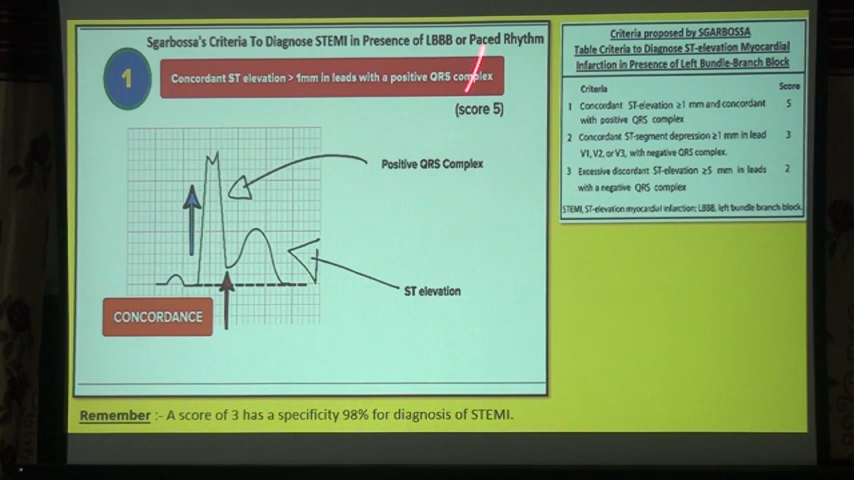 Sgarbossa's Criteria To Diagnose STEMI in Presence of LBBB or Paced Rhythm
1
Concordant ST elevation > 1mm in leads with a positive QRS complex
(score 5)
Positive QRS Complex
ST elevation
CONCORDANCE
Remember :- A score of 3 has a specificity 98% for diagnosis of STEMI.
Criteria proposed by SGARBOSSA
Table Criteria to Diagnose ST-elevation Myocardial
Infarction in Presence of Left Bundle-Branch Block
Criteria Score
1 Concordant ST-elevation ≥1 mm and concordant 5
with positive QRS complex
2 Concordant ST-segment depression ≥1 mm in lead 3
V1, V2, or V3, with negative QRS complex.
3 Excessive discordant ST-elevation ≥5 mm in leads 2
with a negative QRS complex
STEMI, ST-elevation myocardial infarction; LBBB, left bundle branch block.